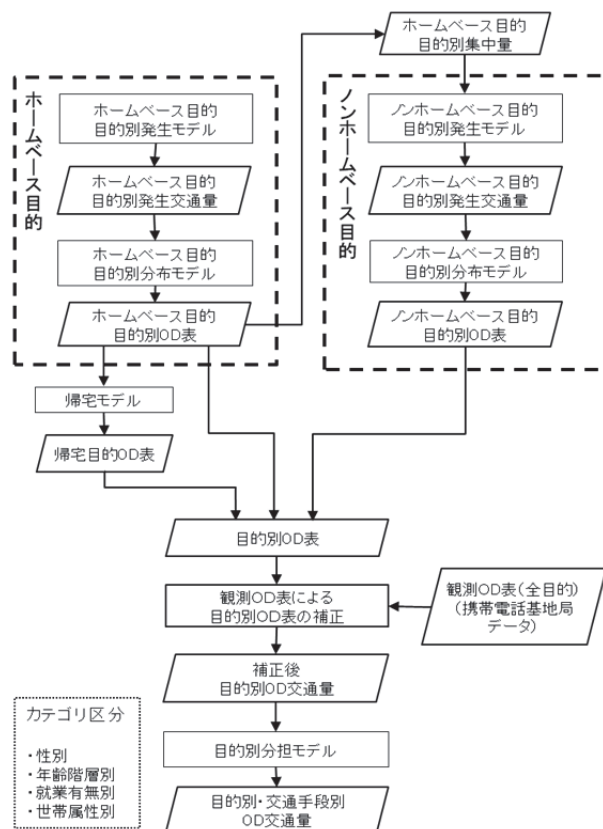 ホームベース目的
目的別集中量
ホームベース目的
ホームベース目的
目的別発生モデル
ホームベース目的
目的別発生交通量
ホームベース目的
目的別分布モデル
ホームベース目的
目的別OD表
ノンホームベース目的
ノンホームベース目的
目的別発生モデル
ノンホームベース目的
目的別発生交通量
ノンホームベース目的
目的別分布モデル
ノンホームベース目的
目的別OD表
帰宅モデル
帰宅目的OD表
目的別OD表
観測OD表による
目的別OD表の補正
観測OD表(全目的)
(携帯電話基地局
データ)
補正後
目的別OD交通量
目的別分担モデル
目的別・交通手段別
OD交通量
カテゴリ区分
・性別
・年齢階層別
・就業有無別
・世帯属性別